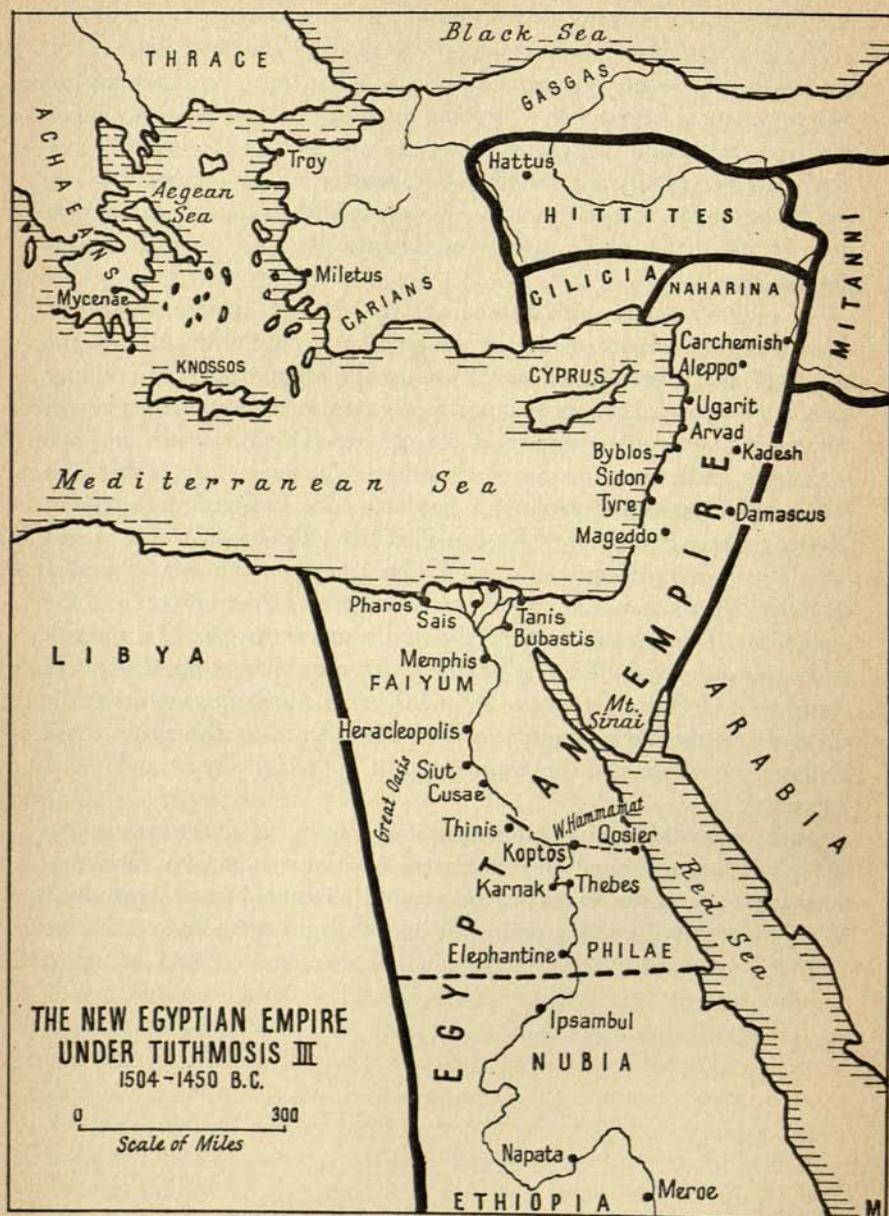 Black Sea
THRACE
GASGAS
ACHAEANS
Troy
Hattus
Aegean
Sea
HITTITES
MITANNI
Miletus
CARIANS
CILICIA
NAHARINA
Mycenae
Carchemish
KNOSSOS
CYPRUS
Aleppo
Ugarit
Arvad
Byblos
Kadesh
Mediterranean Sea
Sidon
Tyre
Damascus
Mageddo
EGYPTIAN EMPIRE
Pharos
Sais
Tanis
Bubastis
LIBYA
Memphis
FAIYUM
Mt.
Sinai
ARABIA
Heracleopolis
Great Oasis
Siut
Cusae
Thinis
W. Hammamat
Koptos
Qosier
Karnak
Thebes
Red Sea
Elephantine
PHILAE
Ipsambul
NUBIA
THE NEW EGYPTIAN EMPIRE
UNDER TUTHMOSIS III
1504-1450 B.C.
0 300
Scale of Miles
Napata
Meroe
ETHIOPIA
M